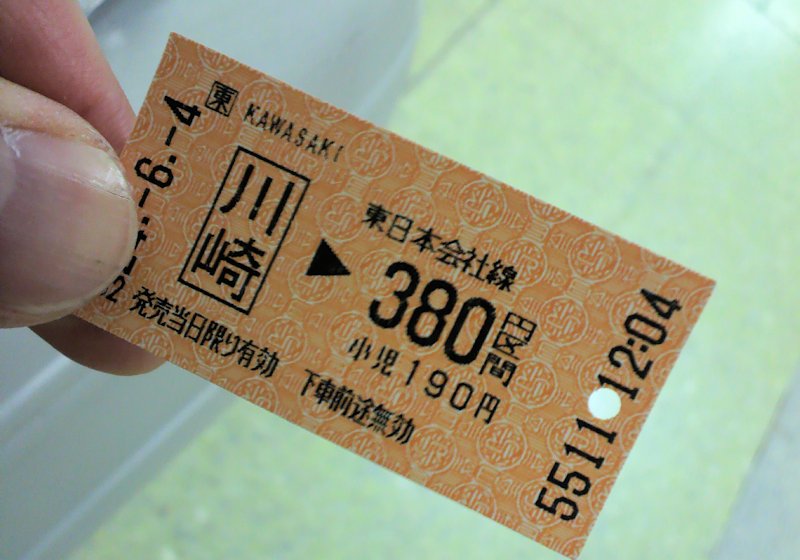 東 KAWASAKI
川崎
▶
東日本会社線
380円区間
小児190円
発売当日限り有効
下車前途無効
-6.-4
5511 12:04